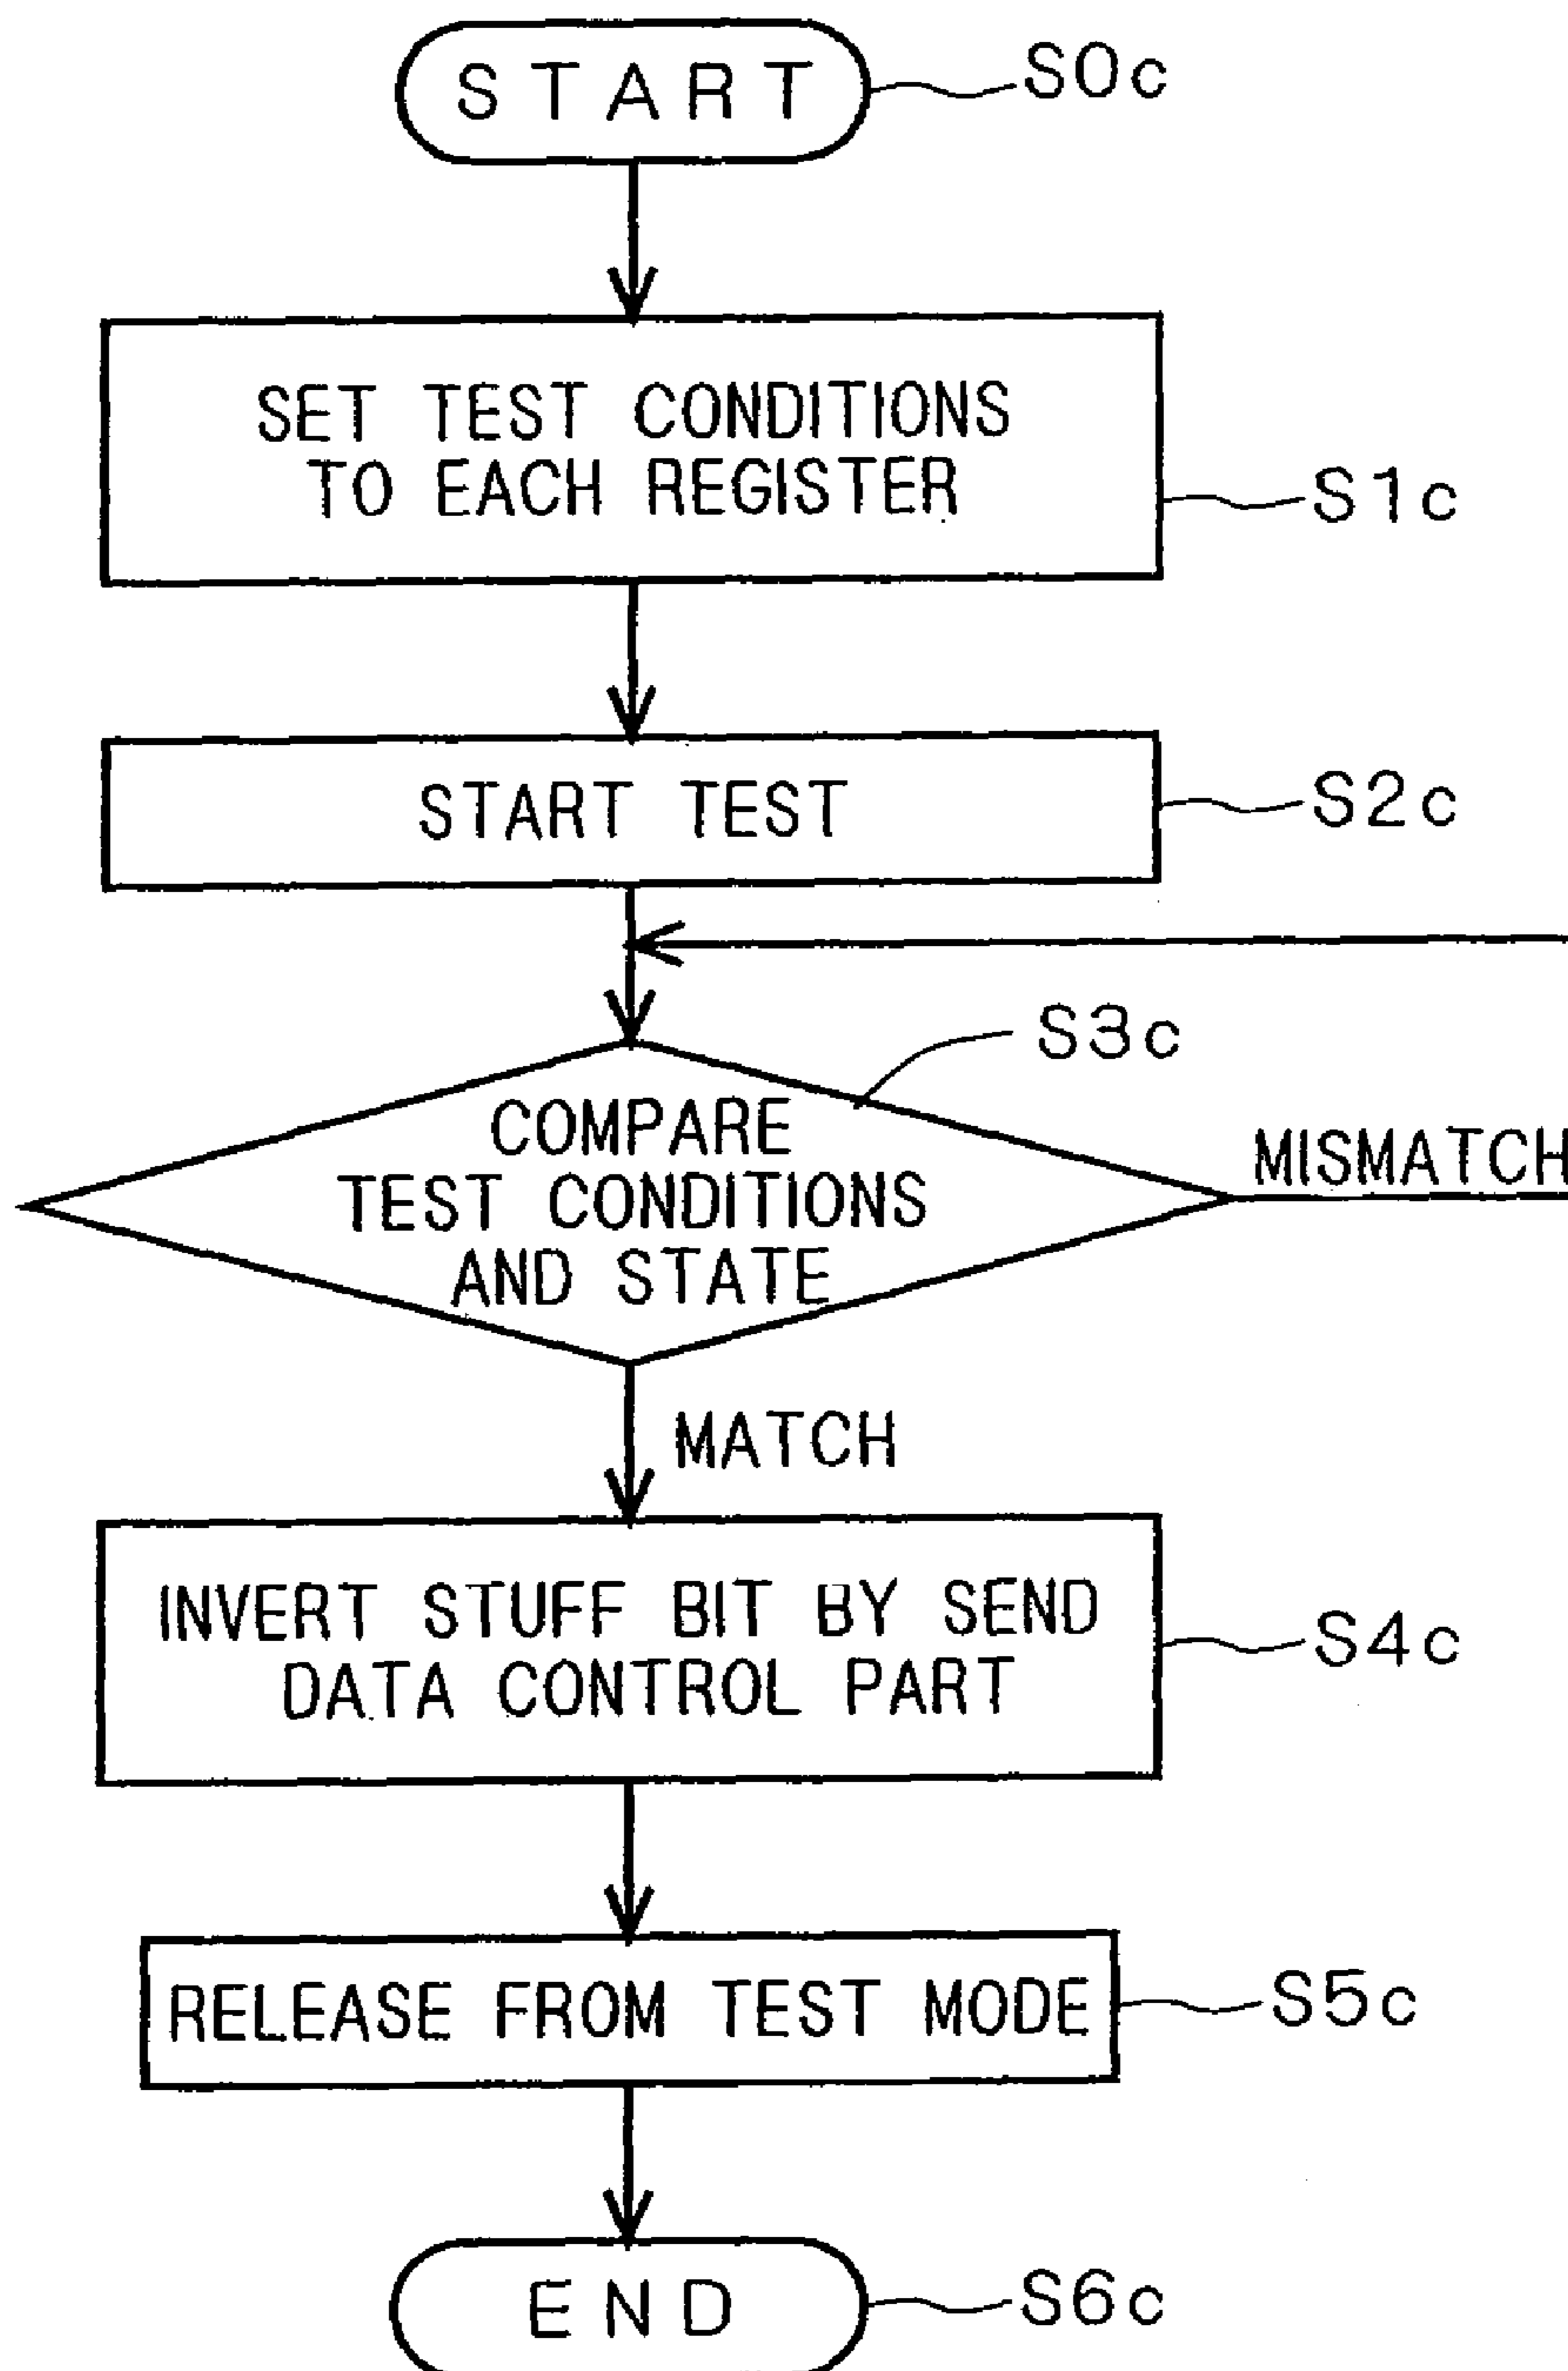 START
S0c
SET TEST CONDITIONS
TO EACH REGISTER
S1c
START TEST
S2c
S3c
COMPARE
TEST CONDITIONS
AND STATE
MISMATCH
MATCH
INVERT STUFF BIT BY SEND
DATA CONTROL PART
S4c
RELEASE FROM TEST MODE
S5c
END
S6c